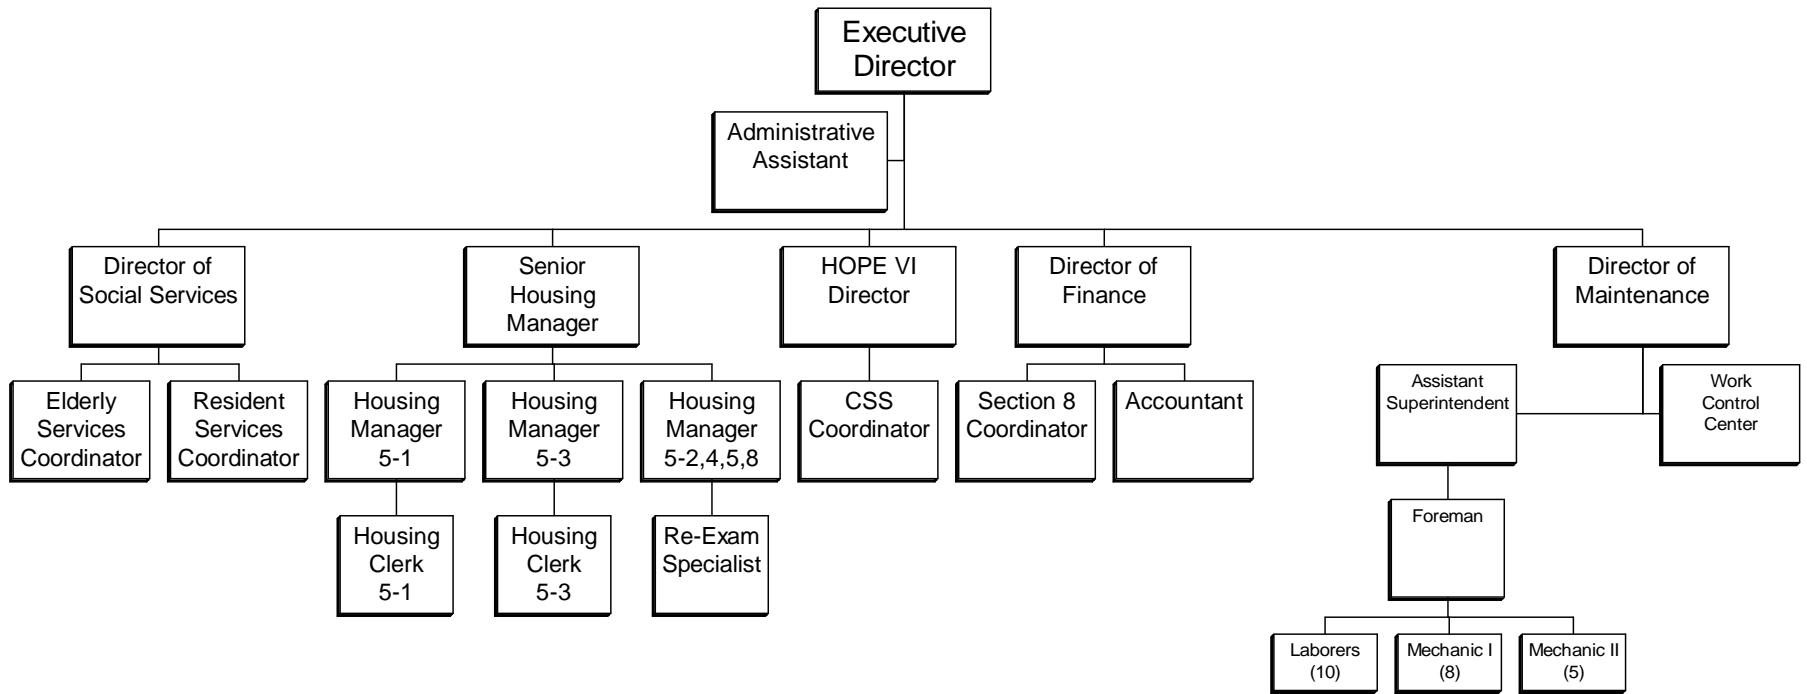 Executive
Director
Administrative
Assistant
Director of
Social Services
Senior
Housing
Manager
HOPE VI
Director
Director of
Finance
Director of
Maintenance
Elderly
Services
Coordinator
Resident
Services
Coordinator
Housing
Manager
5-1
Housing
Manager
5-3
Housing
Manager
5-2,4,5,8
CSS
Coordinator
Section 8
Coordinator
Accountant
Assistant
Superintendent
Work
Control
Center
Housing
Clerk
5-1
Housing
Clerk
5-3
Re-Exam
Specialist
Foreman
Laborers
(10)
Mechanic I
(8)
Mechanic II
(5)